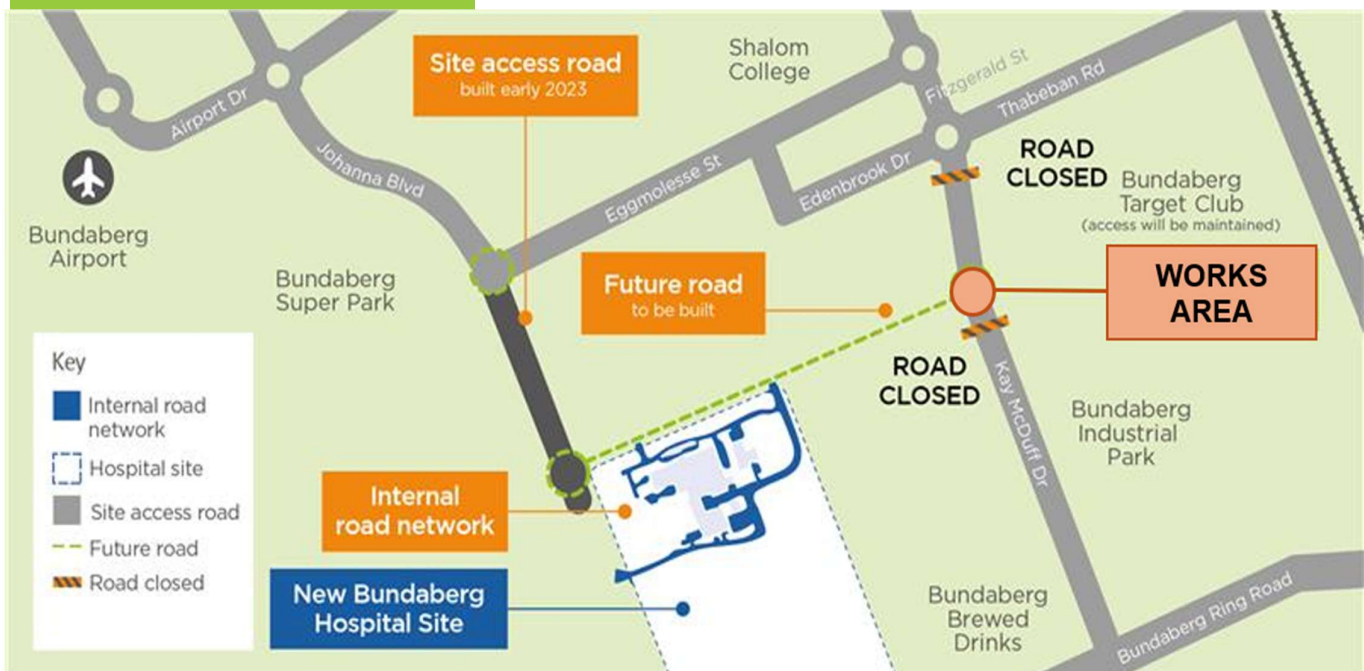 Site access road
built early 2023
Shalom
College
Fitzgerald St
Thabeban Rd
Airport Dr
Johanna Blvd
Eggmolesse St
Edenbrook Dr
ROAD
CLOSED
Bundaberg
Target Club
(access will be maintained)
Bundaberg
Airport
Bundaberg
Super Park
Future road
to be built
WORKS
AREA
ROAD
CLOSED
Kay McDuff Dr
Bundaberg
Industrial
Park
Key
Internal road
network
Hospital site
Site access road
Future road
Road closed
Internal
road network
New Bundaberg
Hospital Site
Bundaberg
Brewed
Drinks
Bundaberg Ring Road